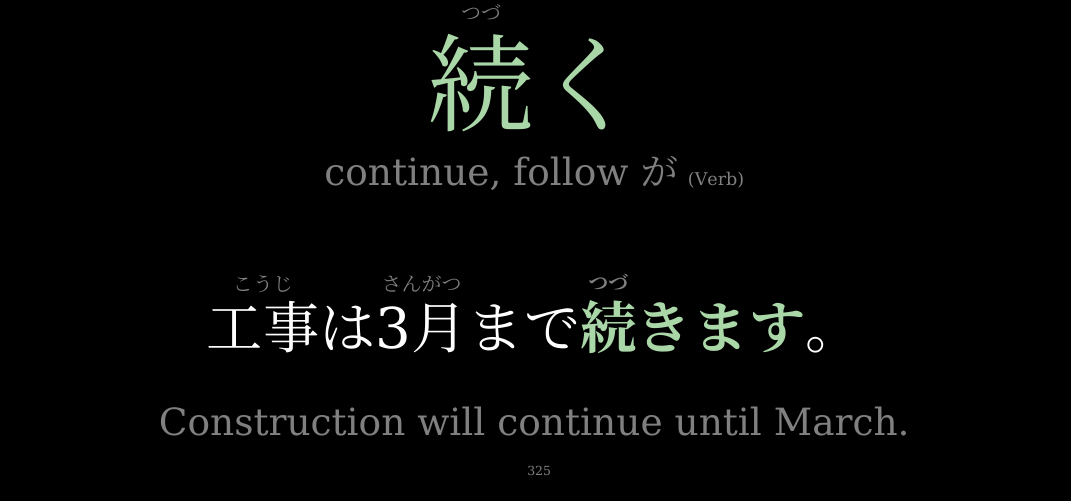 つづ
続く
continue, follow が (Verb)
こうじ さんがつ つづ
工事は3月まで続きます。
Construction will continue until March.
325